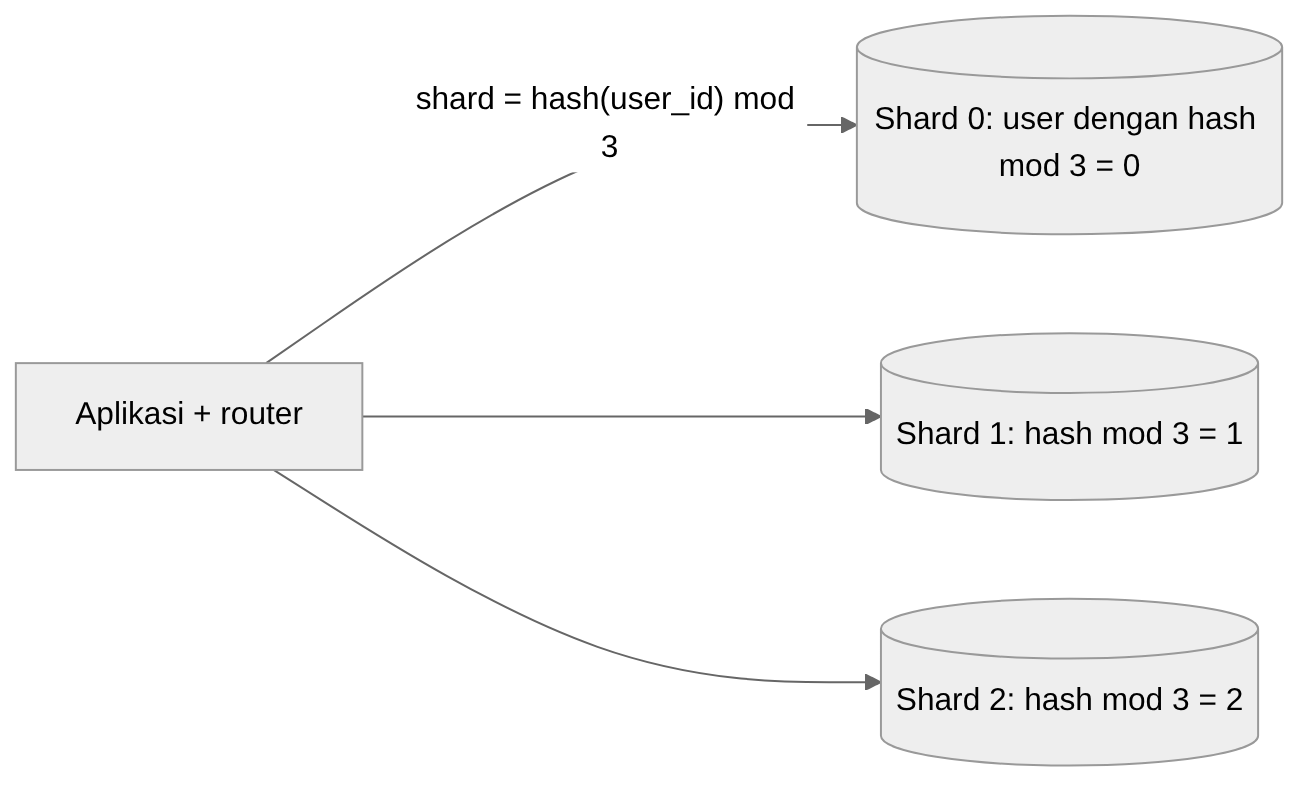 shard = hash(user_id) mod
3
Shard 0: user dengan hash
mod 3 = 0
Aplikasi + router
Shard 1: hash mod 3 = 1
Shard 2: hash mod 3 = 2